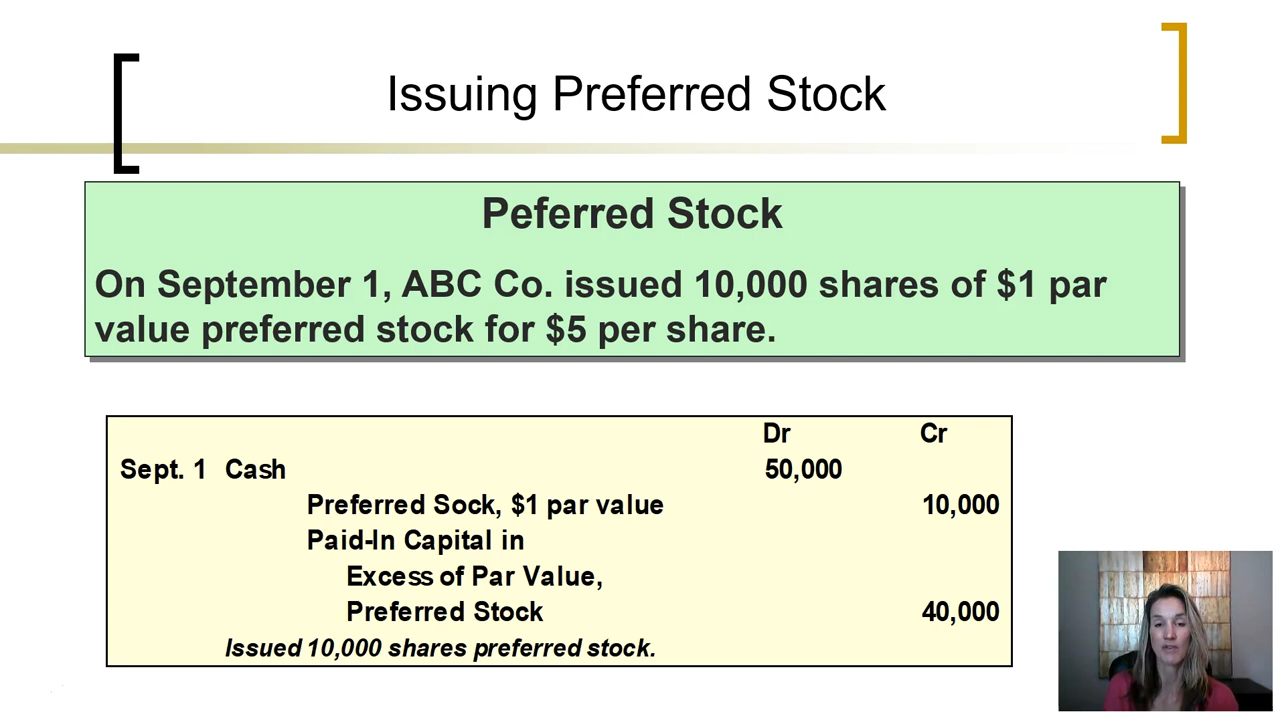 Issuing Preferred Stock
Peferred Stock
On September 1, ABC Co. issued 10,000 shares of $1 par
value preferred stock for $5 per share.
Dr Cr
Sept. 1 Cash 50,000
Preferred Sock, $1 par value 10,000
Paid-In Capital in
Excess of Par Value,
Preferred Stock 40,000
Issued 10,000 shares preferred stock.